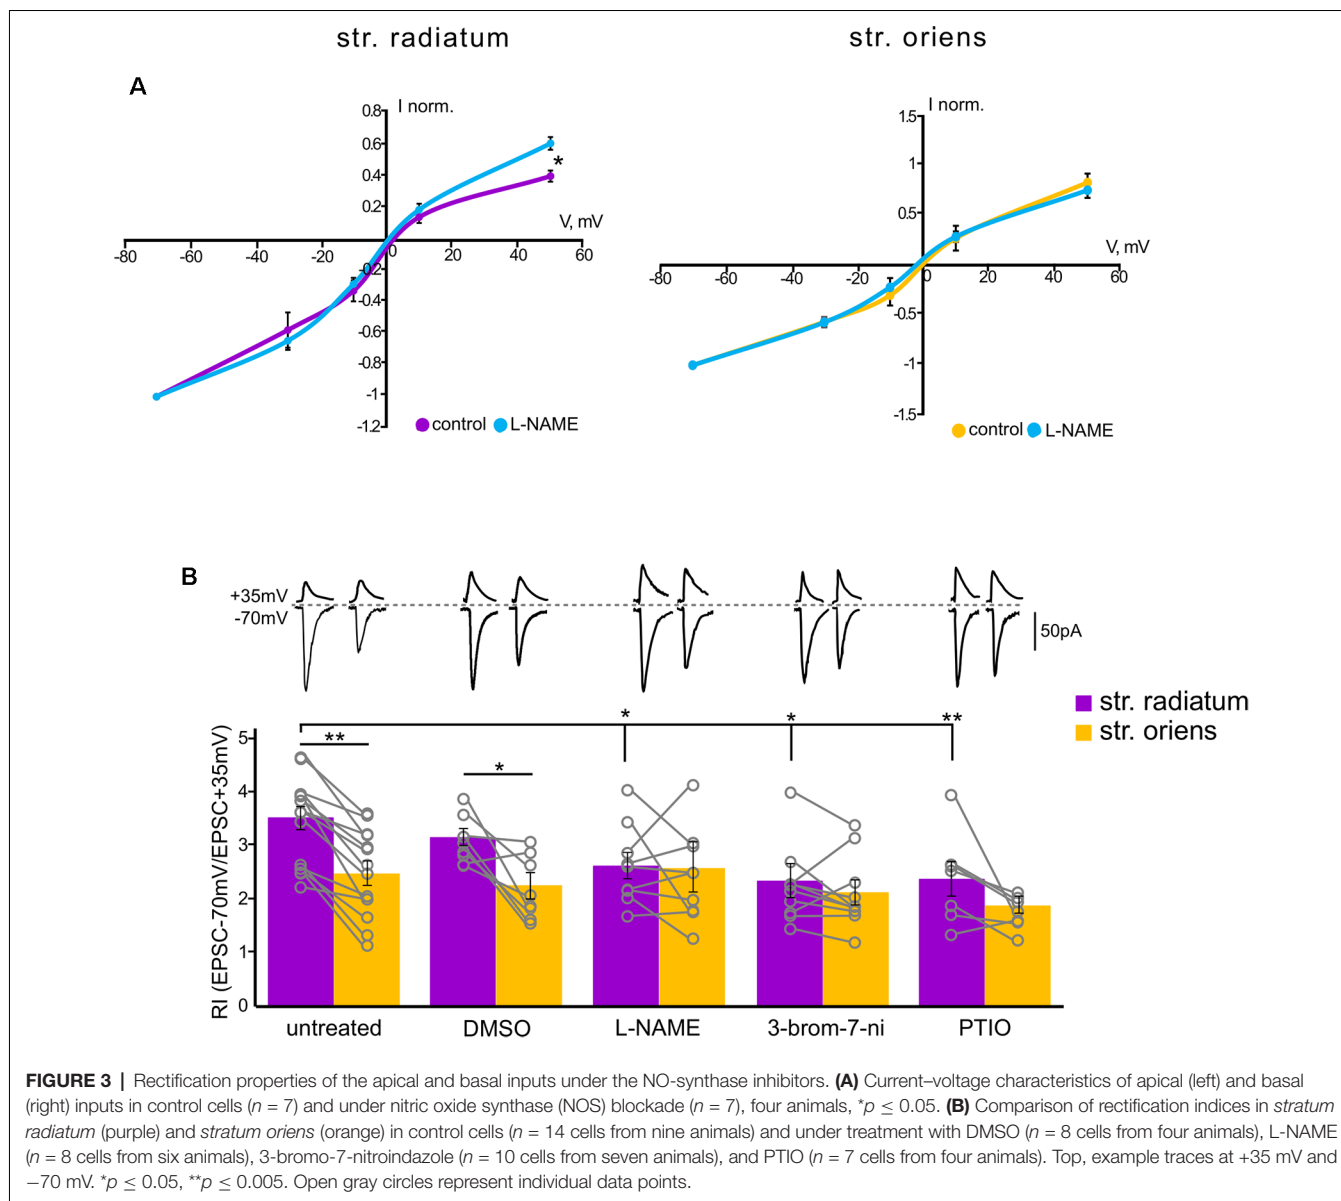 str. radiatum
str. oriens
A
I norm.
0.8
0.6
0.4
0.2
0
-0.2
-0.4
-0.6
-0.8
-1
-1.2
-80
-60
-40
-20
20
40
60
V, mV
*
control
L-NAME
I norm.
1.5
1
0.5
0
-0.5
-1
-1.5
-80
-60
-40
-20
20
40
60
V, mV
control
L-NAME
B
+35mV
-70mV
50pA
str. radiatum
str. oriens
RI (EPSC-70mV/EPSC+35mV)
5
4
3
2
1
0
**
*
*
*
**
untreated
DMSO
L-NAME
3-brom-7-ni
PTIO
FIGURE 3 | Rectification properties of the apical and basal inputs under the NO-synthase inhibitors. (A) Current–voltage characteristics of apical (left) and basal
(right) inputs in control cells (n = 7) and under nitric oxide synthase (NOS) blockade (n = 7), four animals, *p ≤ 0.05. (B) Comparison of rectification indices in stratum
radiatum (purple) and stratum oriens (orange) in control cells (n = 14 cells from nine animals) and under treatment with DMSO (n = 8 cells from four animals), L-NAME
(n = 8 cells from six animals), 3-bromo-7-nitroindazole (n = 10 cells from seven animals), and PTIO (n = 7 cells from four animals). Top, example traces at +35 mV and
−70 mV. *p ≤ 0.05, **p ≤ 0.005. Open gray circles represent individual data points.